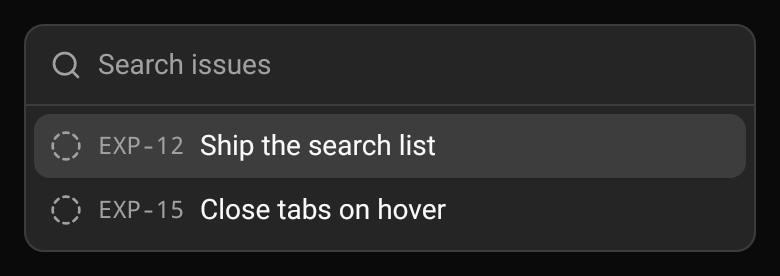 Search issues
EXP-12 Ship the search list
EXP-15 Close tabs on hover